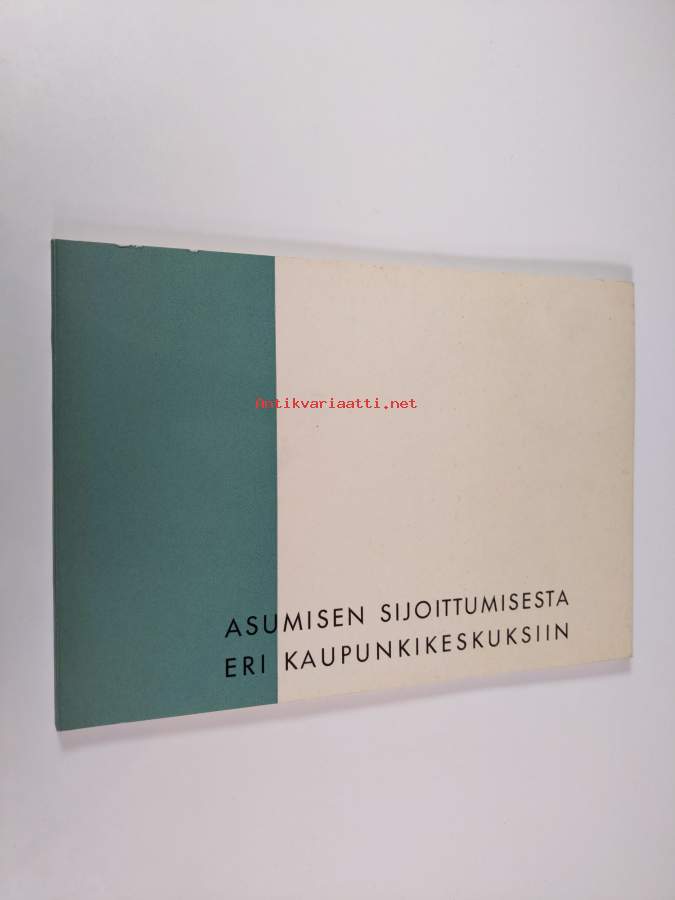 Antikvariaatti.net
ASUMISEN SIJOITTUMISESTA
ERI KAUPUNKIKESKUKSIIN